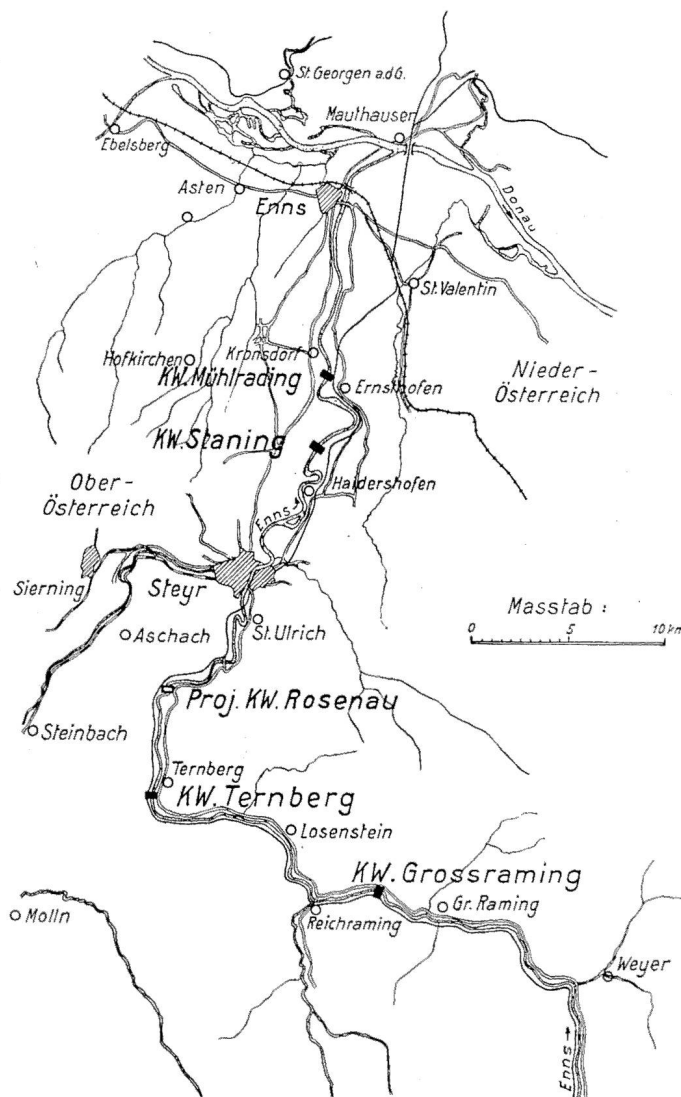 St. Georgen a.d.G.
Mauthauser
Ebelsberg
Asten
Enns
Donau
St. Valentin
Hofkirchen
Kronsdorf
KW. Mühlrading
Ernsthofen
Nieder-
Österreich
KW. Staning
Ober-
Österreich
Haidershofen
Enns
Sierning
Steyr
Masstab :
0 5 10 km
Aschach
St. Ulrich
Proj. KW. Rosenau
Steinbach
Ternberg
KW. Ternberg
Losenstein
KW. Grossraming
Molln
Reichraming
Gr. Raming
Weyer
Enns →